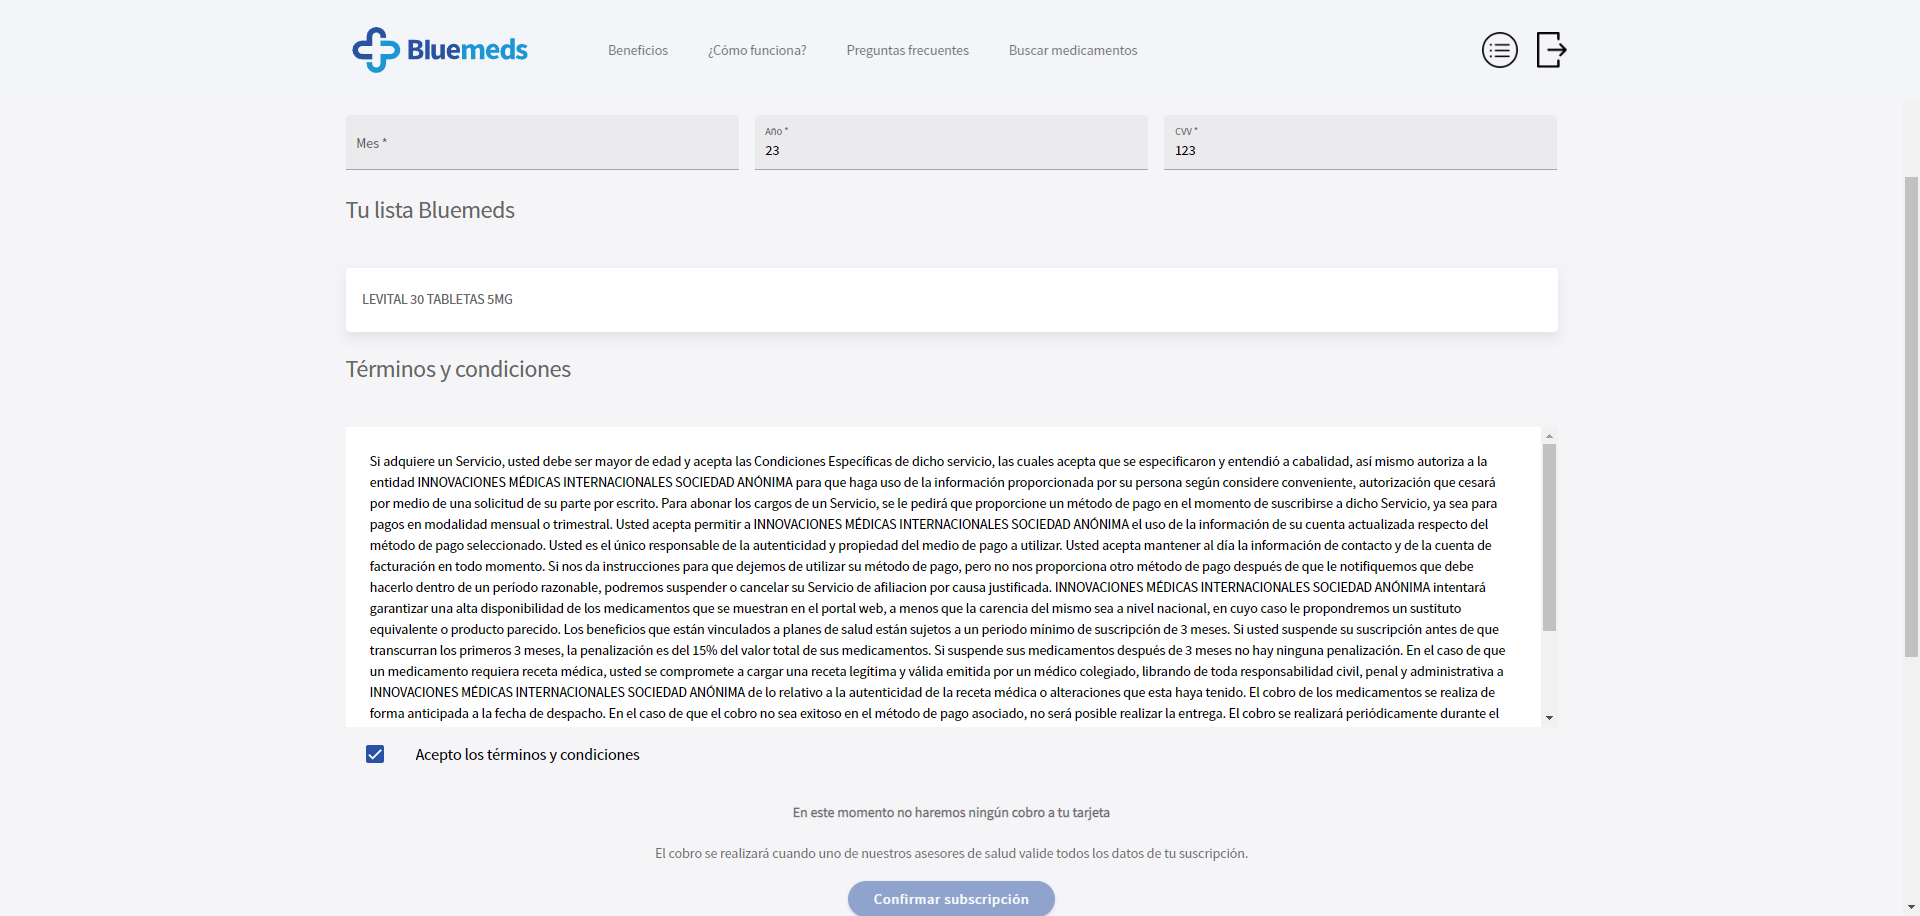 Bluemeds
Beneficios
¿Cómo funciona?
Preguntas frecuentes
Buscar medicamentos
Mes *
Año *
23
CVV *
123
Tu lista Bluemeds
LEVITAL 30 TABLETAS 5MG
Términos y condiciones
Si adquiere un Servicio, usted debe ser mayor de edad y acepta las Condiciones Específicas de dicho servicio, las cuales acepta que se especificaron y entendió a cabalidad, así mismo autoriza a la
entidad INNOVACIONES MÉDICAS INTERNACIONALES SOCIEDAD ANÓNIMA para que haga uso de la información proporcionada por su persona según considere conveniente, autorización que cesará
por medio de una solicitud de su parte por escrito. Para abonar los cargos de un Servicio, se le pedirá que proporcione un método de pago en el momento de suscribirse a dicho Servicio, ya sea para
pagos en modalidad mensual o trimestral. Usted acepta permitir a INNOVACIONES MÉDICAS INTERNACIONALES SOCIEDAD ANÓNIMA el uso de la información de su cuenta actualizada respecto del
método de pago seleccionado. Usted es el único responsable de la autenticidad y propiedad del medio de pago a utilizar. Usted acepta mantener al día la información de contacto y de la cuenta de
facturación en todo momento. Si nos da instrucciones para que dejemos de utilizar su método de pago, pero no nos proporciona otro método de pago después de que le notifiquemos que debe
hacerlo dentro de un período razonable, podremos suspender o cancelar su Servicio de afiliacion por causa justificada. INNOVACIONES MÉDICAS INTERNACIONALES SOCIEDAD ANÓNIMA intentará
garantizar una alta disponibilidad de los medicamentos que se muestran en el portal web, a menos que la carencia del mismo sea a nivel nacional, en cuyo caso le propondremos un sustituto
equivalente o producto parecido. Los beneficios que están vinculados a planes de salud están sujetos a un periodo mínimo de suscripción de 3 meses. Si usted suspende su suscripción antes de que
transcurran los primeros 3 meses, la penalización es del 15% del valor total de sus medicamentos. Si suspende sus medicamentos después de 3 meses no hay ninguna penalización. En el caso de que
un medicamento requiera receta médica, usted se compromete a cargar una receta legítima y válida emitida por un médico colegiado, librando de toda responsabilidad civil, penal y administrativa a
INNOVACIONES MÉDICAS INTERNACIONALES SOCIEDAD ANÓNIMA de lo relativo a la autenticidad de la receta médica o alteraciones que esta haya tenido. El cobro de los medicamentos se realiza de
forma anticipada a la fecha de despacho. En el caso de que el cobro no sea exitoso en el método de pago asociado, no será posible realizar la entrega. El cobro se realizará periódicamente durante el
Acepto los términos y condiciones
En este momento no haremos ningún cobro a tu tarjeta
El cobro se realizará cuando uno de nuestros asesores de salud valide todos los datos de tu suscripción.
Confirmar subscripción